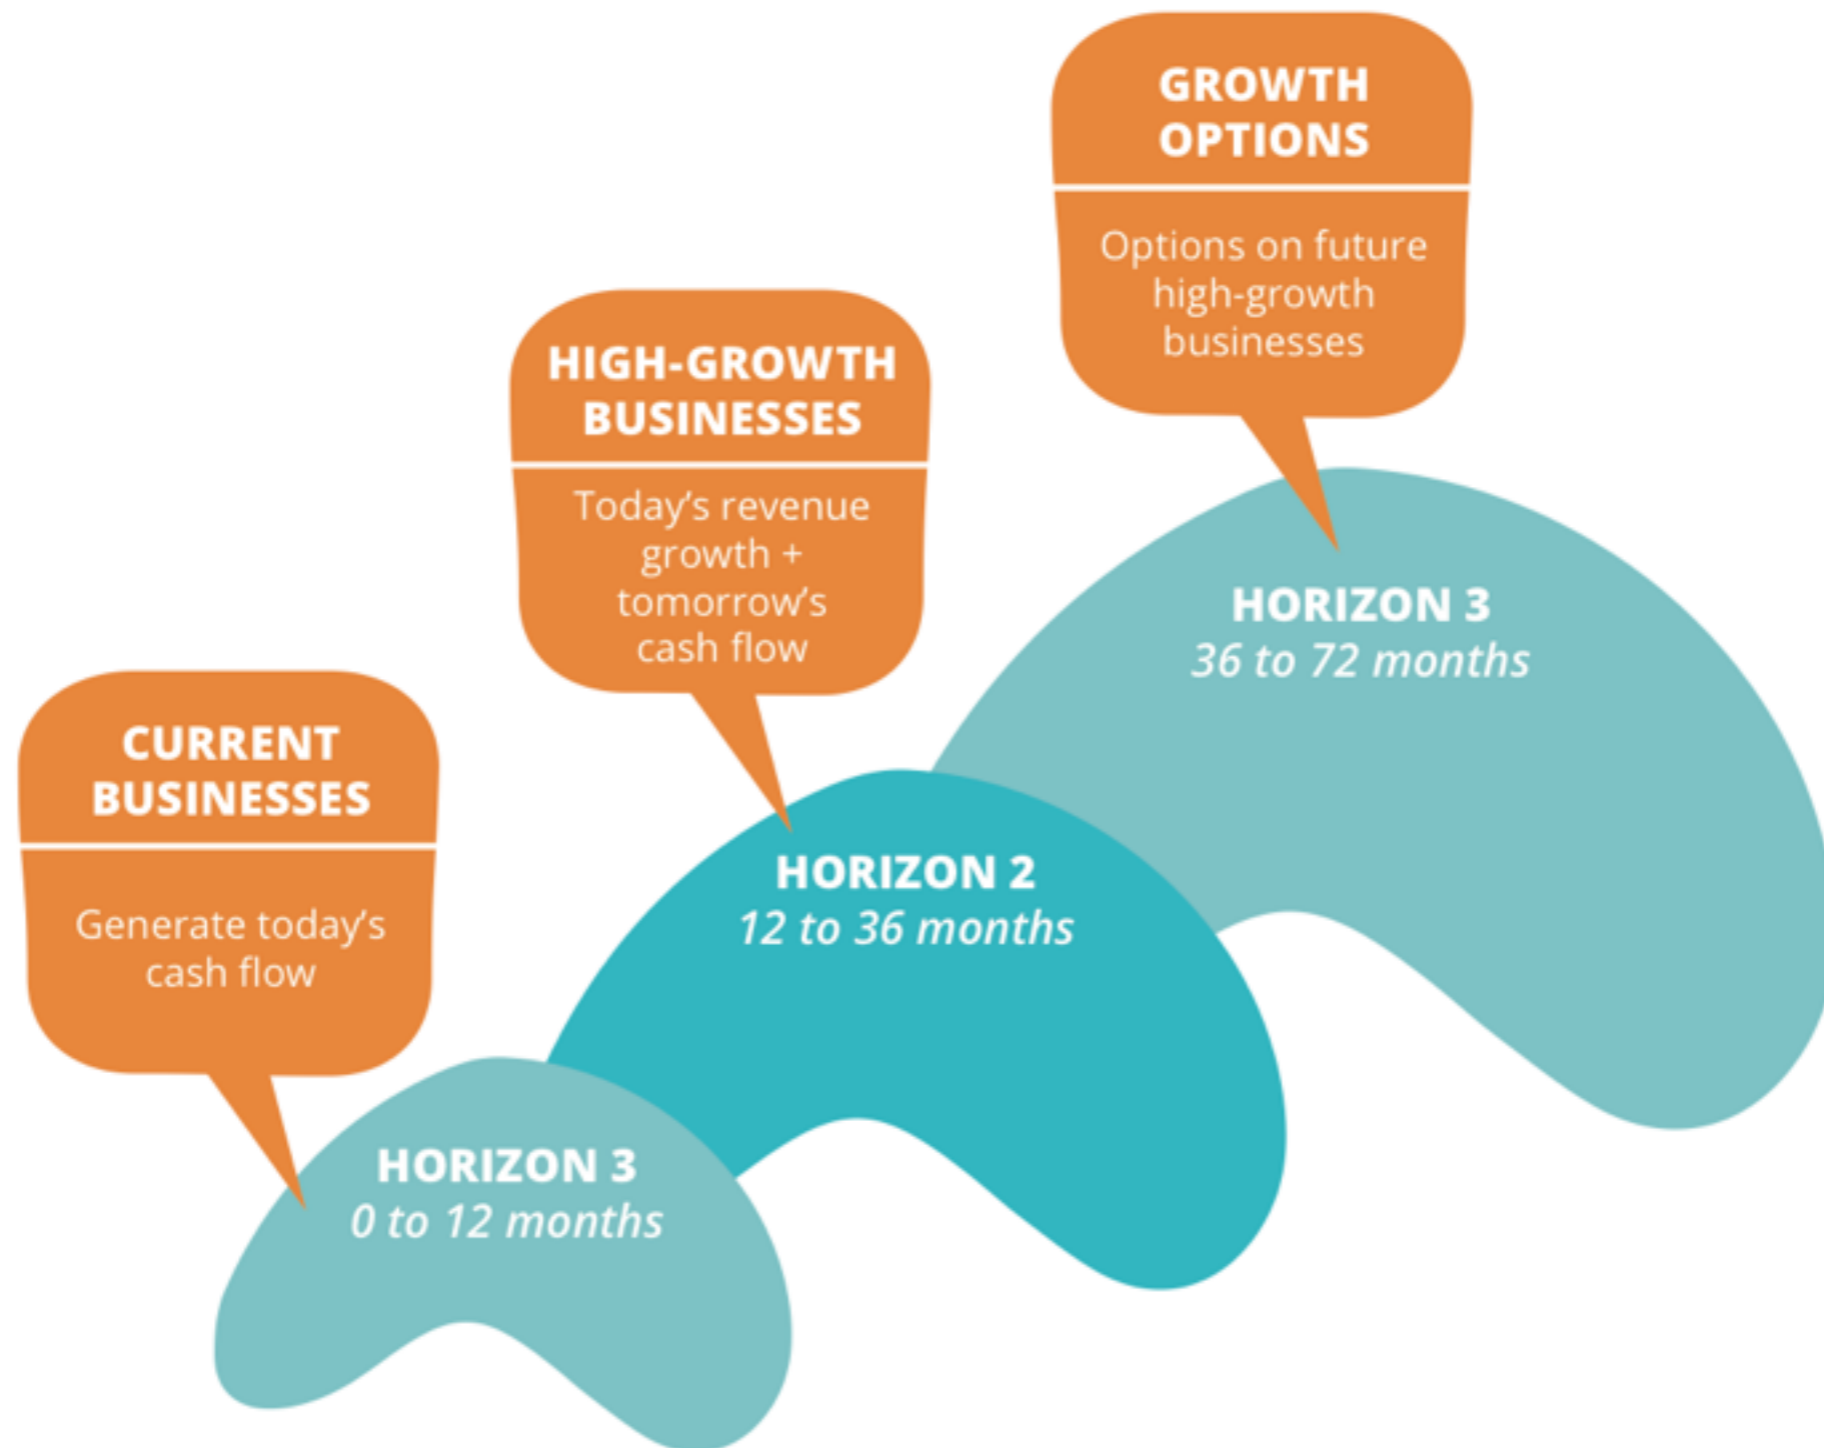 GROWTH
OPTIONS
Options on future
high-growth
businesses
HIGH-GROWTH
BUSINESSES
Today's revenue
growth +
tomorrow's
cash flow
HORIZON 3
36 to 72 months
CURRENT
BUSINESSES
Generate today's
cash flow
HORIZON 2
12 to 36 months
HORIZON 3
0 to 12 months